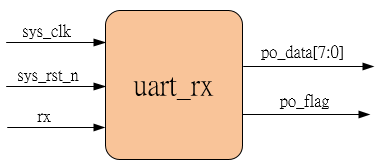 sys_clk
sys_rst_n
rx
uart_rx
po_data[7:0]
po_flag